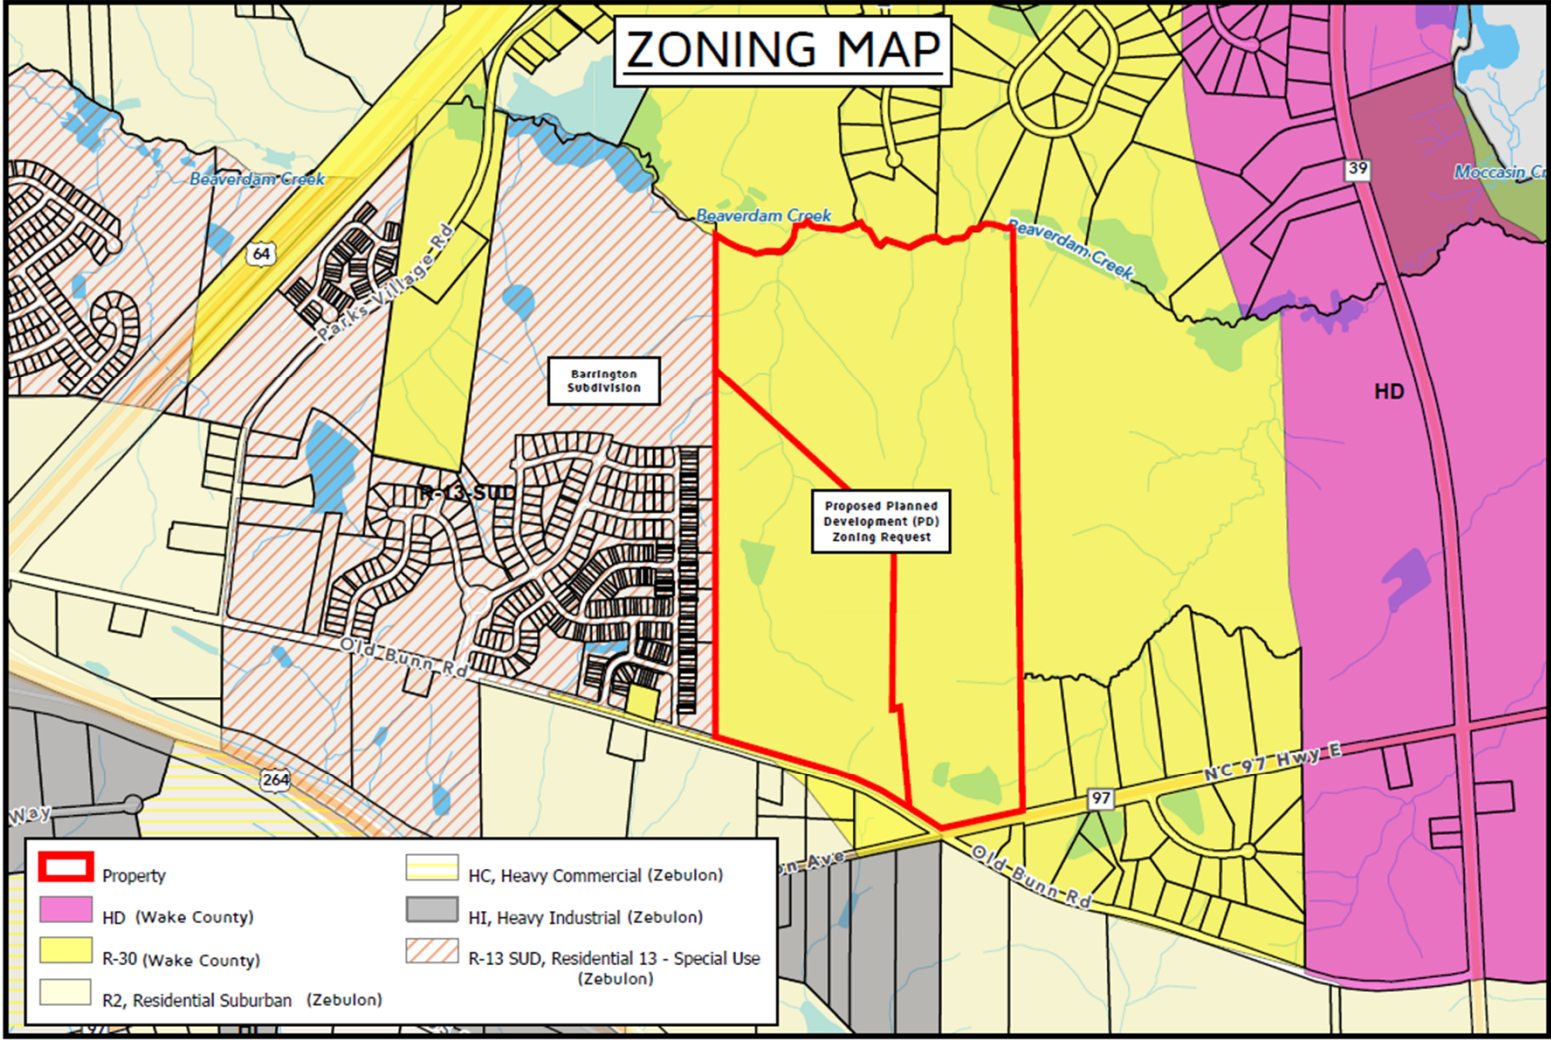 ZONING MAP
39
Moccasin Cr
Beaverdam Creek
Beaverdam Creek
Beaverdam Creek
64
Parks Village Rd
Barrington
Subdivision
HD
R-13-SUD
Proposed Planned
Development (PD)
Zoning Request
Old Bunn Rd
NC 97 Hwy E
264
97
Way
on Ave
Old Bunn Rd
Property
HD (Wake County)
R-30 (Wake County)
R2, Residential Suburban (Zebulon)
HC, Heavy Commercial (Zebulon)
HI, Heavy Industrial (Zebulon)
R-13 SUD, Residential 13 - Special Use
(Zebulon)
97